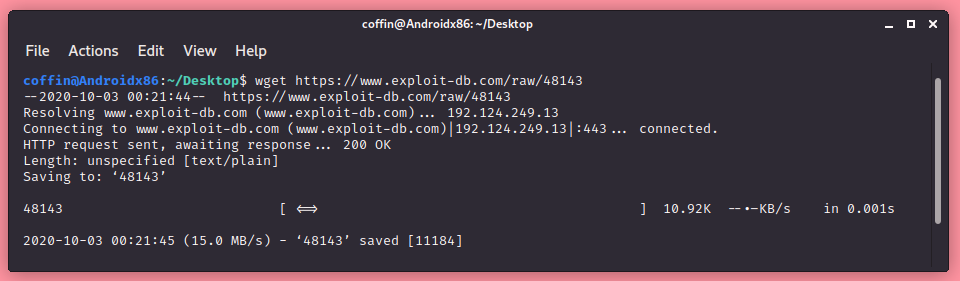 coffin@Androidx86: ~/Desktop
File Actions Edit View Help
coffin@Androidx86:~/Desktop$ wget https://www.exploit-db.com/raw/48143
--2020-10-03 00:21:44-- https://www.exploit-db.com/raw/48143
Resolving www.exploit-db.com (www.exploit-db.com)... 192.124.249.13
Connecting to www.exploit-db.com (www.exploit-db.com)|192.124.249.13|:443... connected.
HTTP request sent, awaiting response... 200 OK
Length: unspecified [text/plain]
Saving to: ‘48143’
48143 [ <=> ] 10.92K --.-KB/s in 0.001s
2020-10-03 00:21:45 (15.0 MB/s) - ‘48143’ saved [11184]